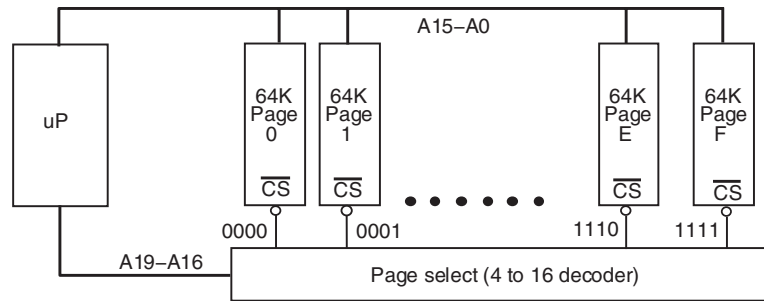 A15–A0
uP
64K
Page
0
64K
Page
1
64K
Page
E
64K
Page
F
CS
CS
CS
CS
0000
0001
1110
1111
A19–A16
Page select (4 to 16 decoder)